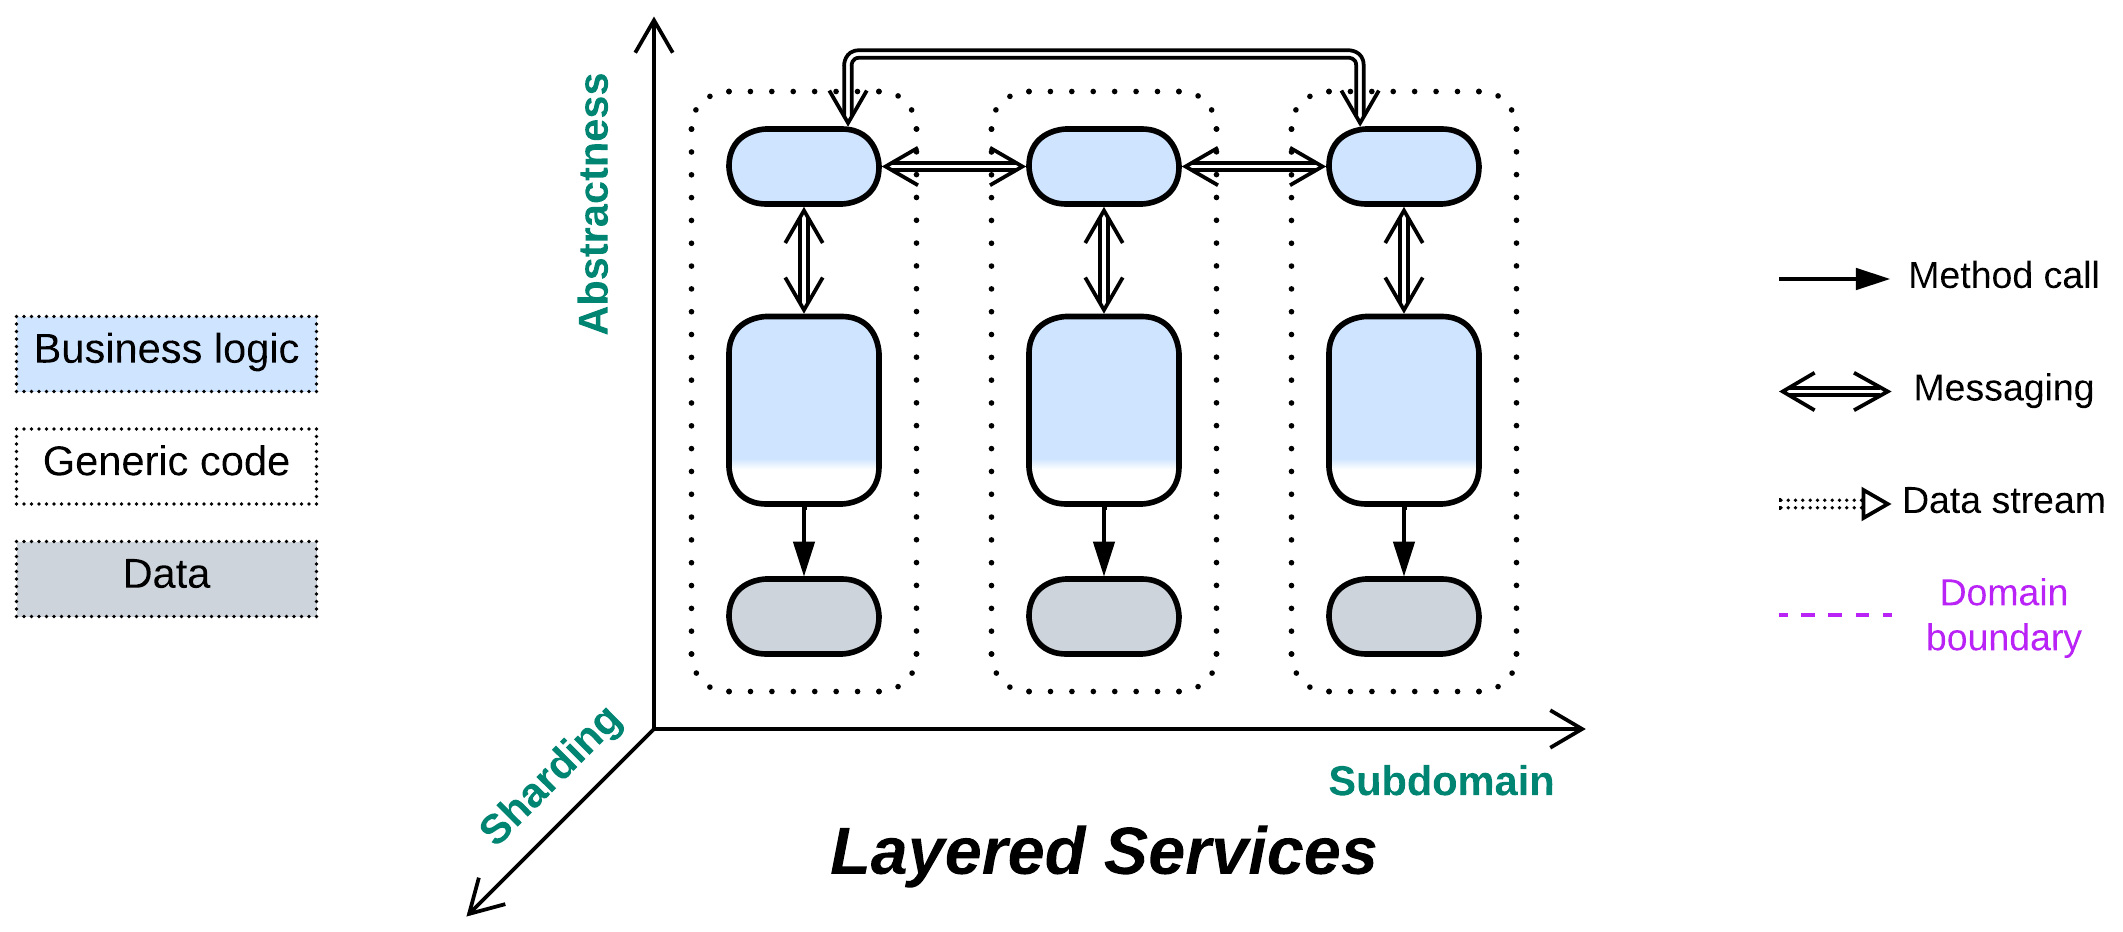 Abstractness
Business logic
Generic code
Data
Method call
Messaging
Data stream
Domain
boundary
Sharding
Subdomain
Layered Services